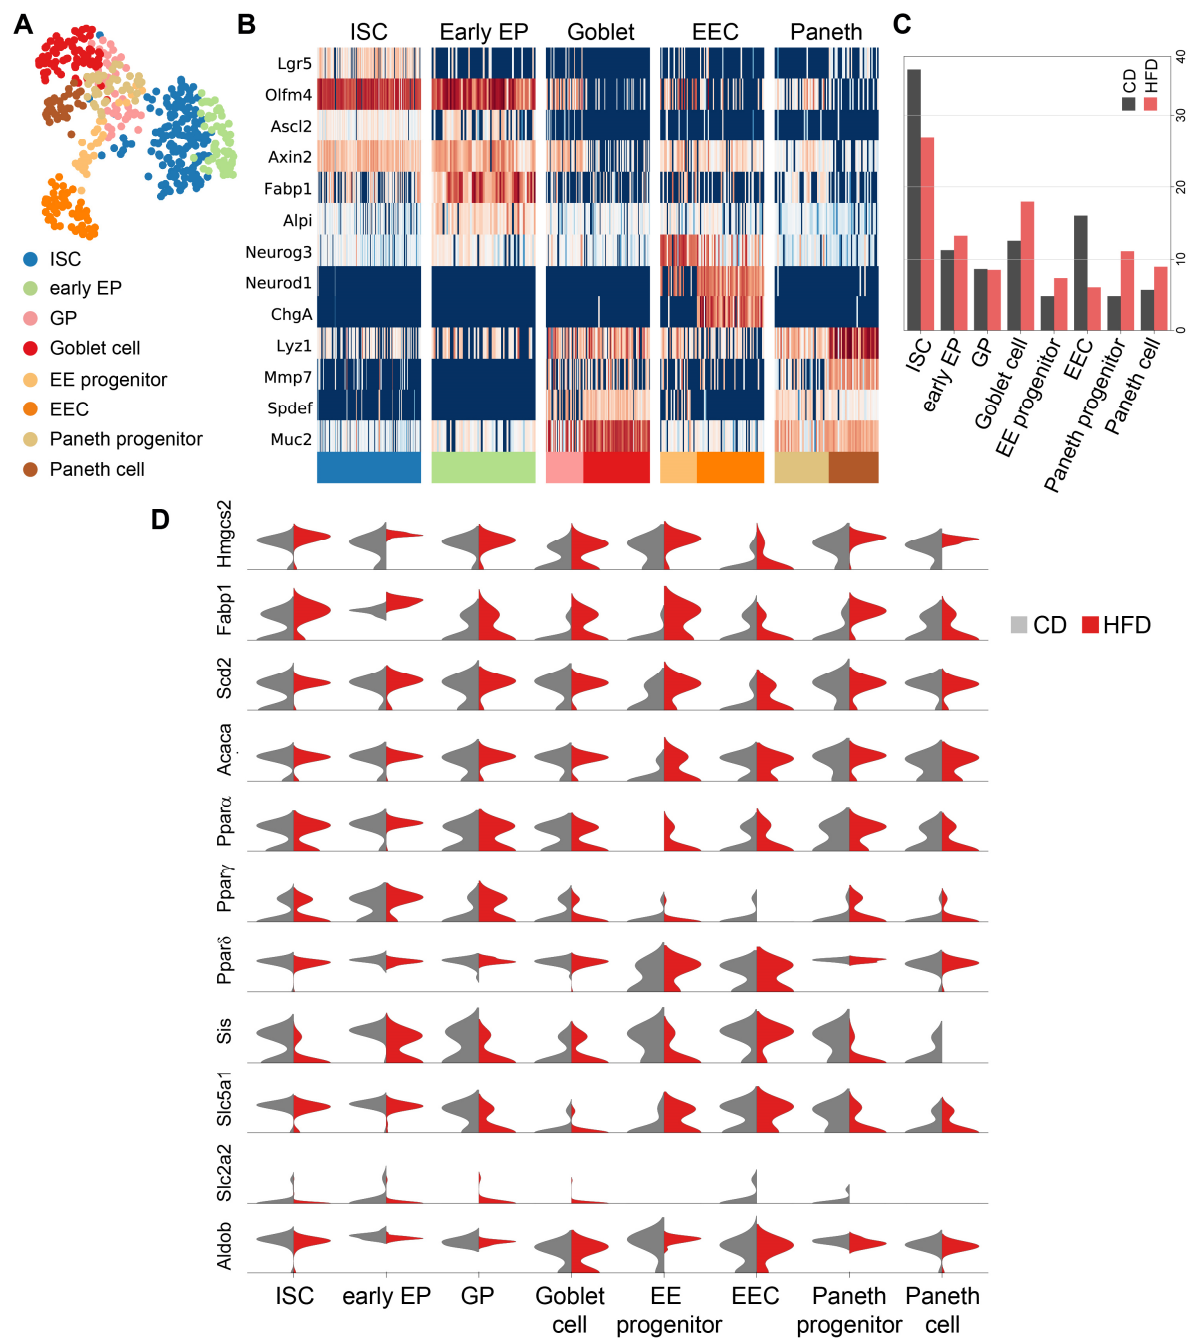 A
ISC
early EP
GP
Goblet cell
EE progenitor
EEC
Paneth progenitor
Paneth cell
B
ISC Early EP Goblet EEC Paneth
Lgr5
Olfm4
Ascl2
Axin2
Fabp1
Alpi
Neurog3
Neurod1
ChgA
Lyz1
Mmp7
Spdef
Muc2
C
CD
HFD
40
30
20
10
0
ISC
early EP
GP
Goblet cell
EE progenitor
EEC
Paneth progenitor
Paneth cell
D
Hmgcs2
Fabp1
Scd2
Acaca
Pparα
Pparγ
Pparδ
Sis
Slc5a1
Slc2a2
Aldob
CD HFD
ISC early EP GP Goblet EE EEC Paneth Paneth
cell progenitor progenitor cell